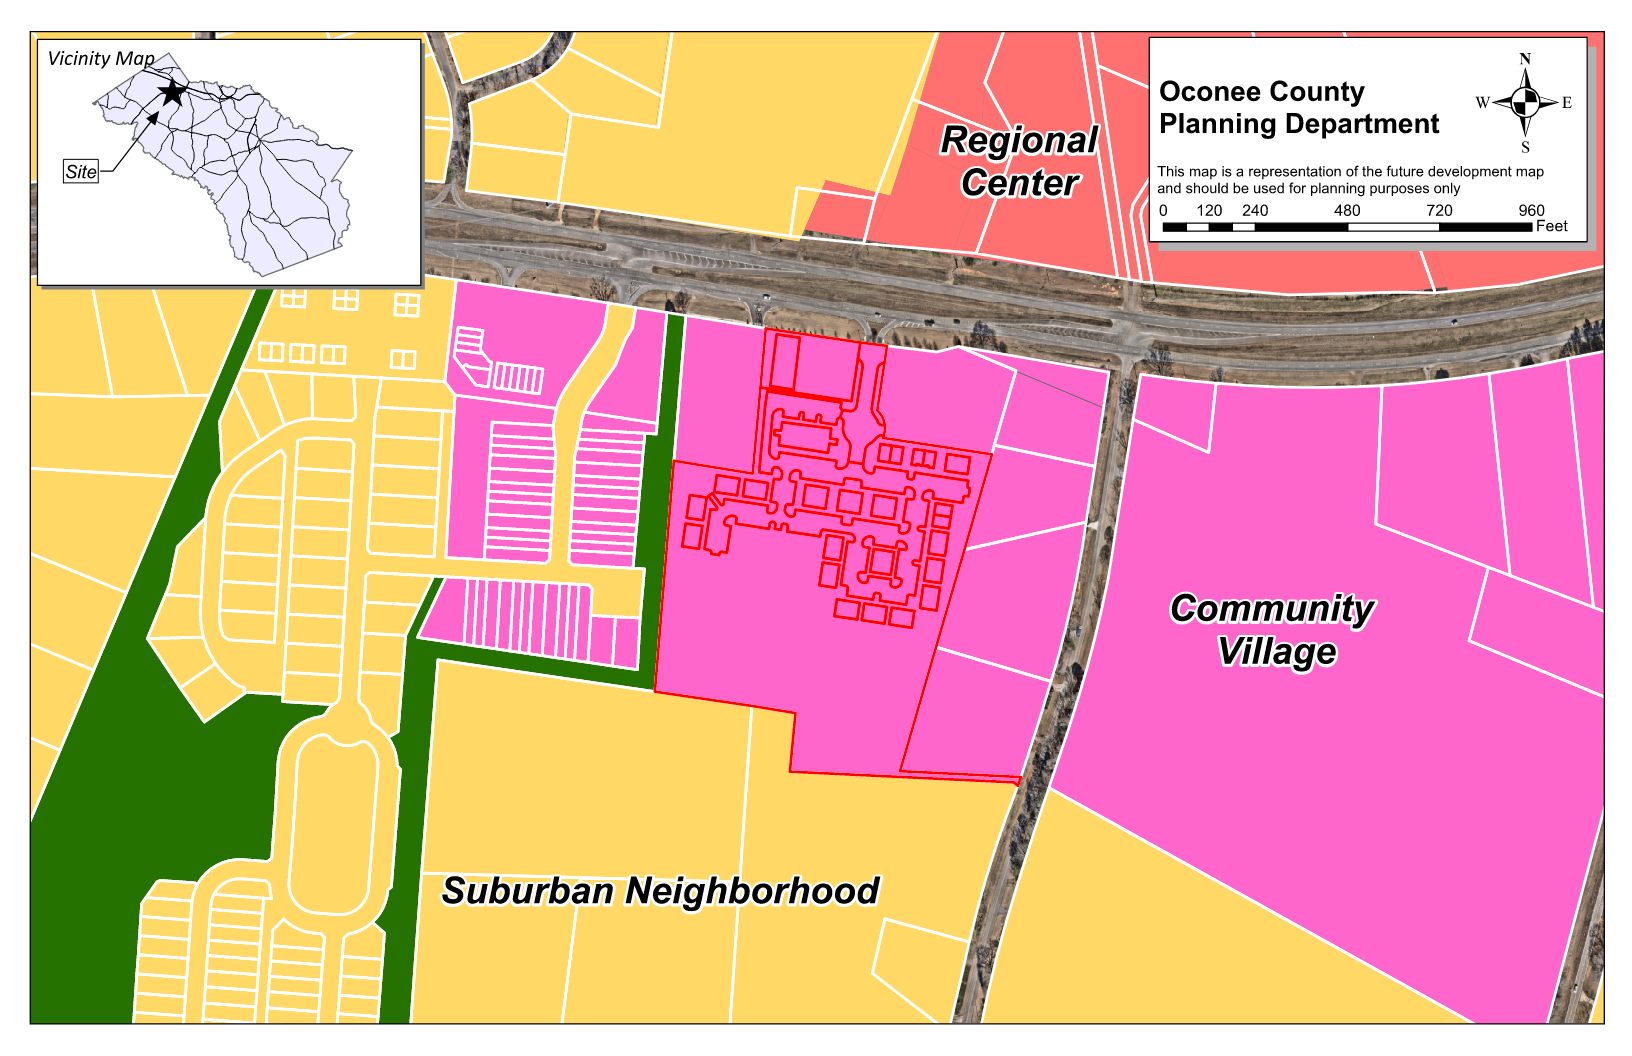 Vicinity Map
Site
Oconee County
Planning Department
N
W
E
S
This map is a representation of the future development map
and should be used for planning purposes only
0 120 240 480 720 960
Feet
Regional
Center
Community
Village
Suburban Neighborhood